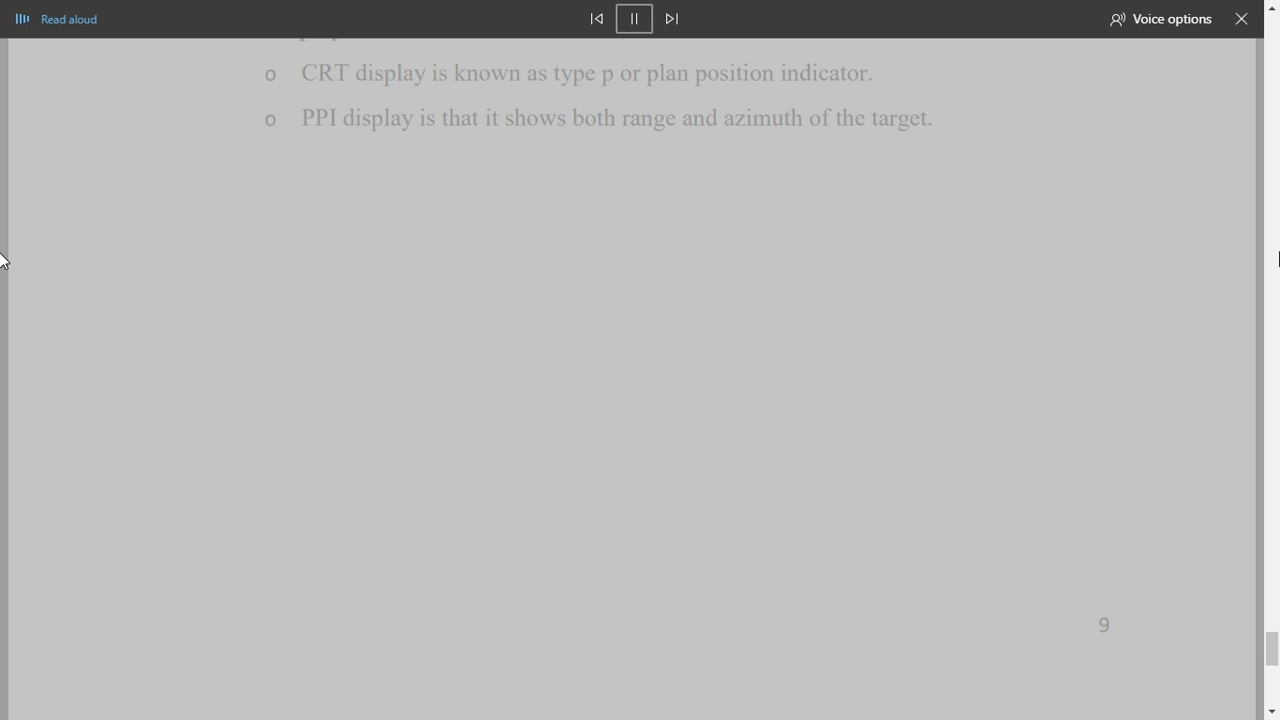 Read aloud
Voice options
o CRT display is known as type p or plan position indicator.
o PPI display is that it shows both range and azimuth of the target.
9